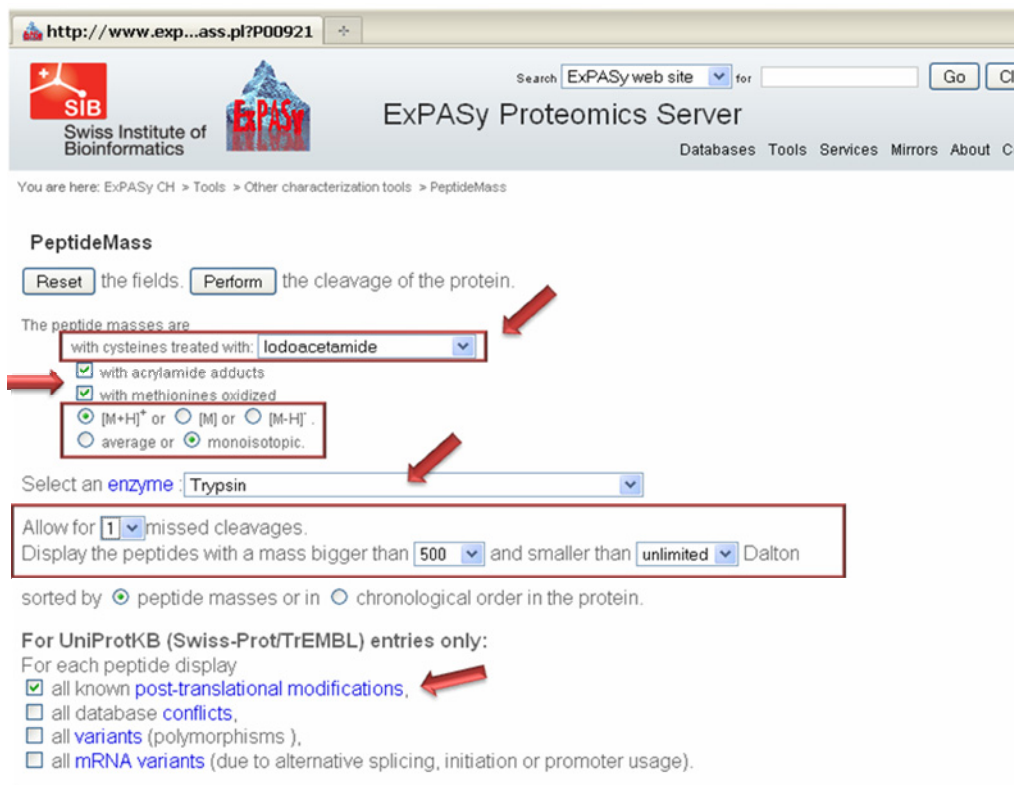 http://www.exp...ass.pl?P00921
Search ExPASy web site for Go
SIB
Swiss Institute of
Bioinformatics
ExPASy
ExPASy Proteomics Server
Databases Tools Services Mirrors About
You are here: ExPASy CH > Tools > Other characterization tools > PeptideMass
PeptideMass
Reset the fields. Perform the cleavage of the protein.
The peptide masses are
with cysteines treated with: Iodoacetamide
with acrylamide adducts
with methionines oxidized
[M+H]+ or [M] or [M-H]-.
average or monoisotopic.
Select an enzyme : Trypsin
Allow for 1 missed cleavages.
Display the peptides with a mass bigger than 500 and smaller than unlimited Dalton
sorted by peptide masses or in chronological order in the protein.
For UniProtKB (Swiss-Prot/TrEMBL) entries only:
For each peptide display
all known post-translational modifications,
all database conflicts,
all variants (polymorphisms ),
all mRNA variants (due to alternative splicing, initiation or promoter usage).